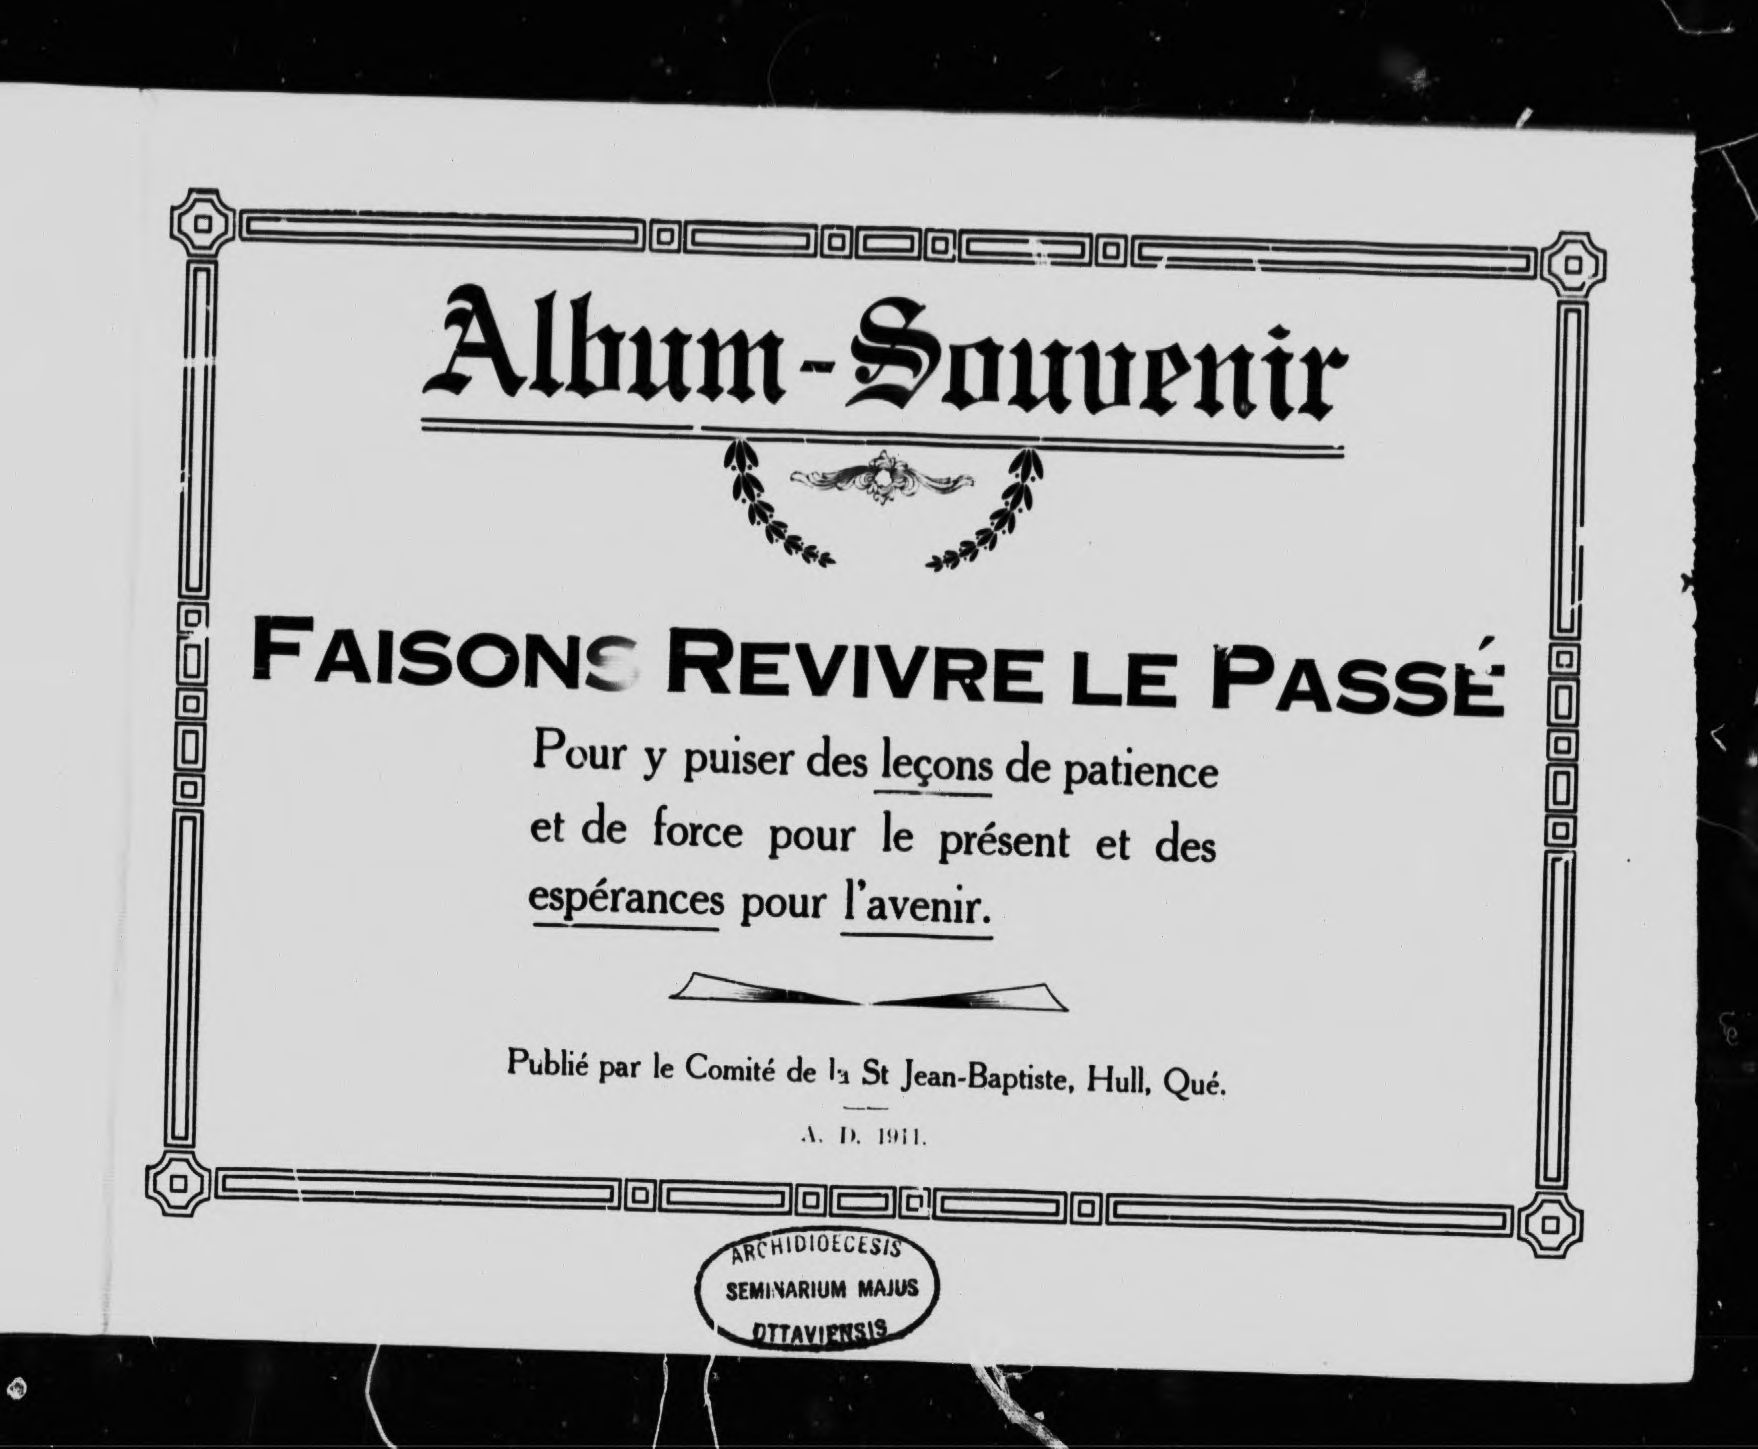 Album-Souvenir
FAISONS REVIVRE LE PASSÉ
Pour y puiser des leçons de patience
et de force pour le présent et des
espérances pour l'avenir.
Publié par le Comité de la St Jean-Baptiste, Hull, Qué.
A. D. 1911.
ARCHIDIOECESIS
SEMINARIUM MAJUS
OTTAVIENSIS